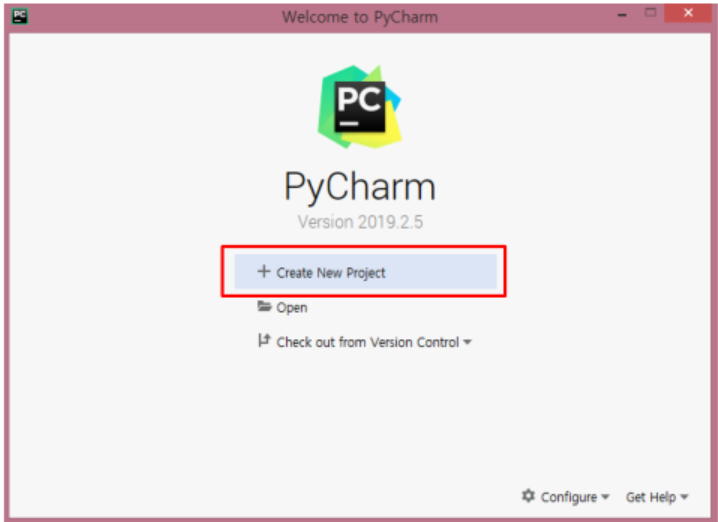 PC
Welcome to PyCharm
PC
PyCharm
Version 2019.2.5
Create New Project
Open
Check out from Version Control
Configure
Get Help